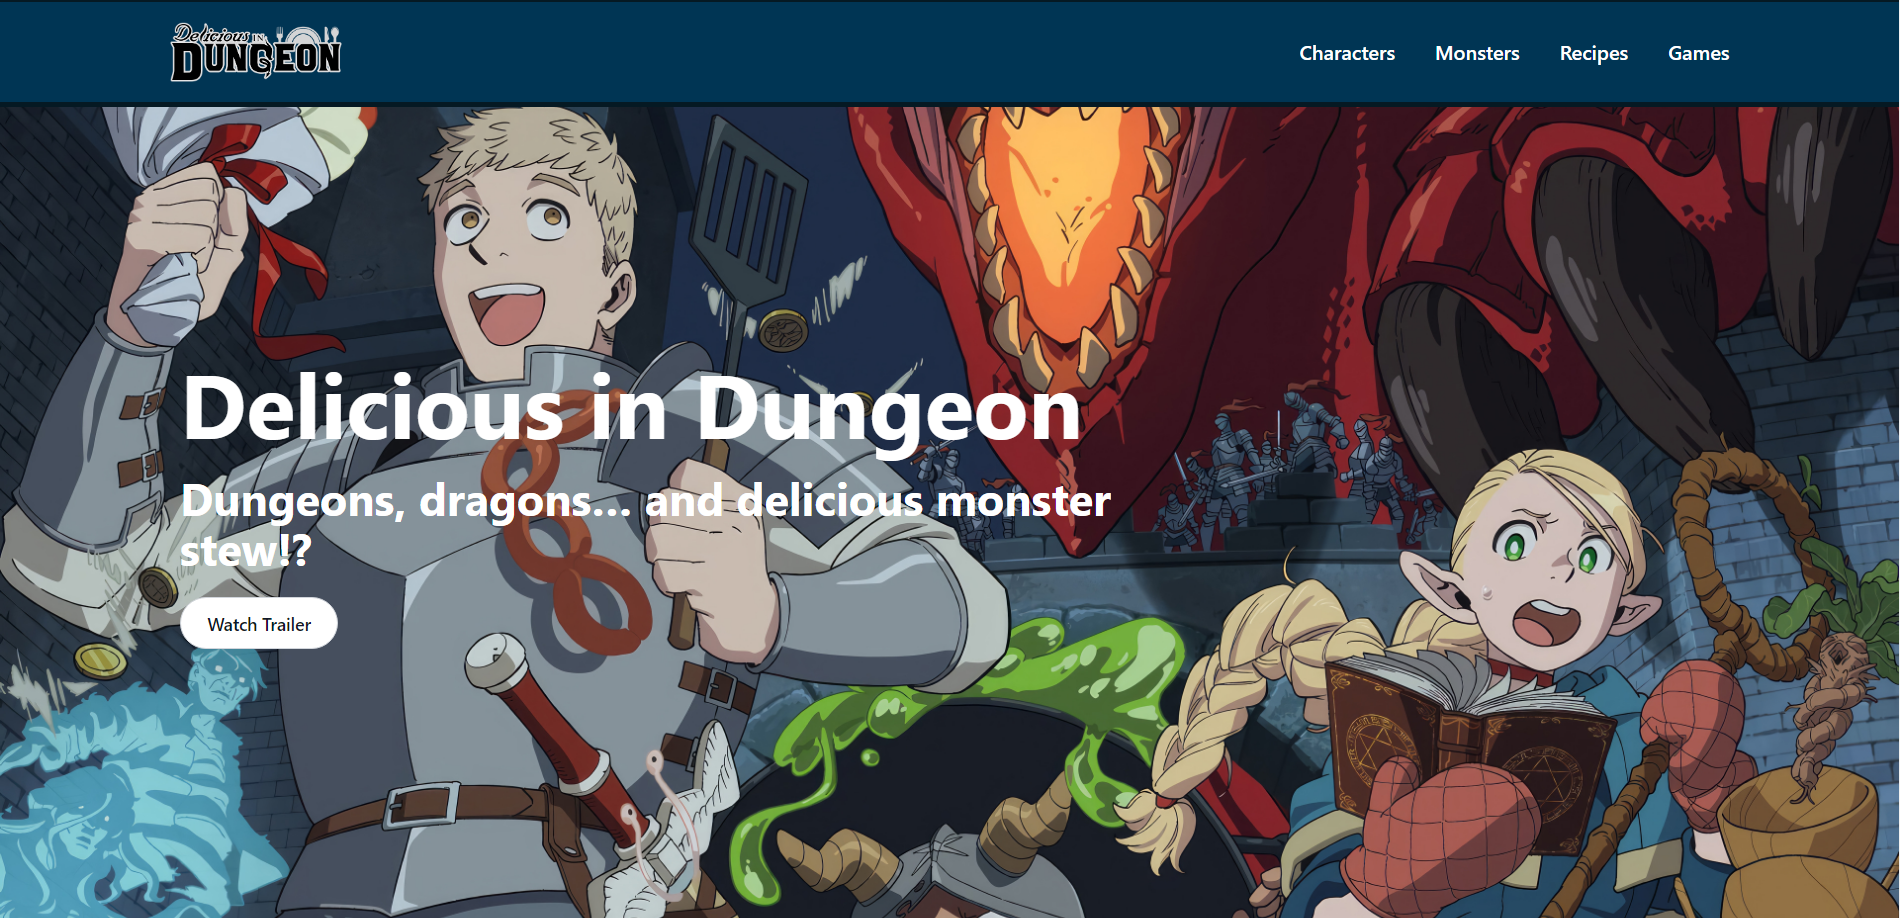 Delicious IN
DUNGEON
Characters Monsters Recipes Games
Delicious in Dungeon
Dungeons, dragons... and delicious monster
stew!?
Watch Trailer